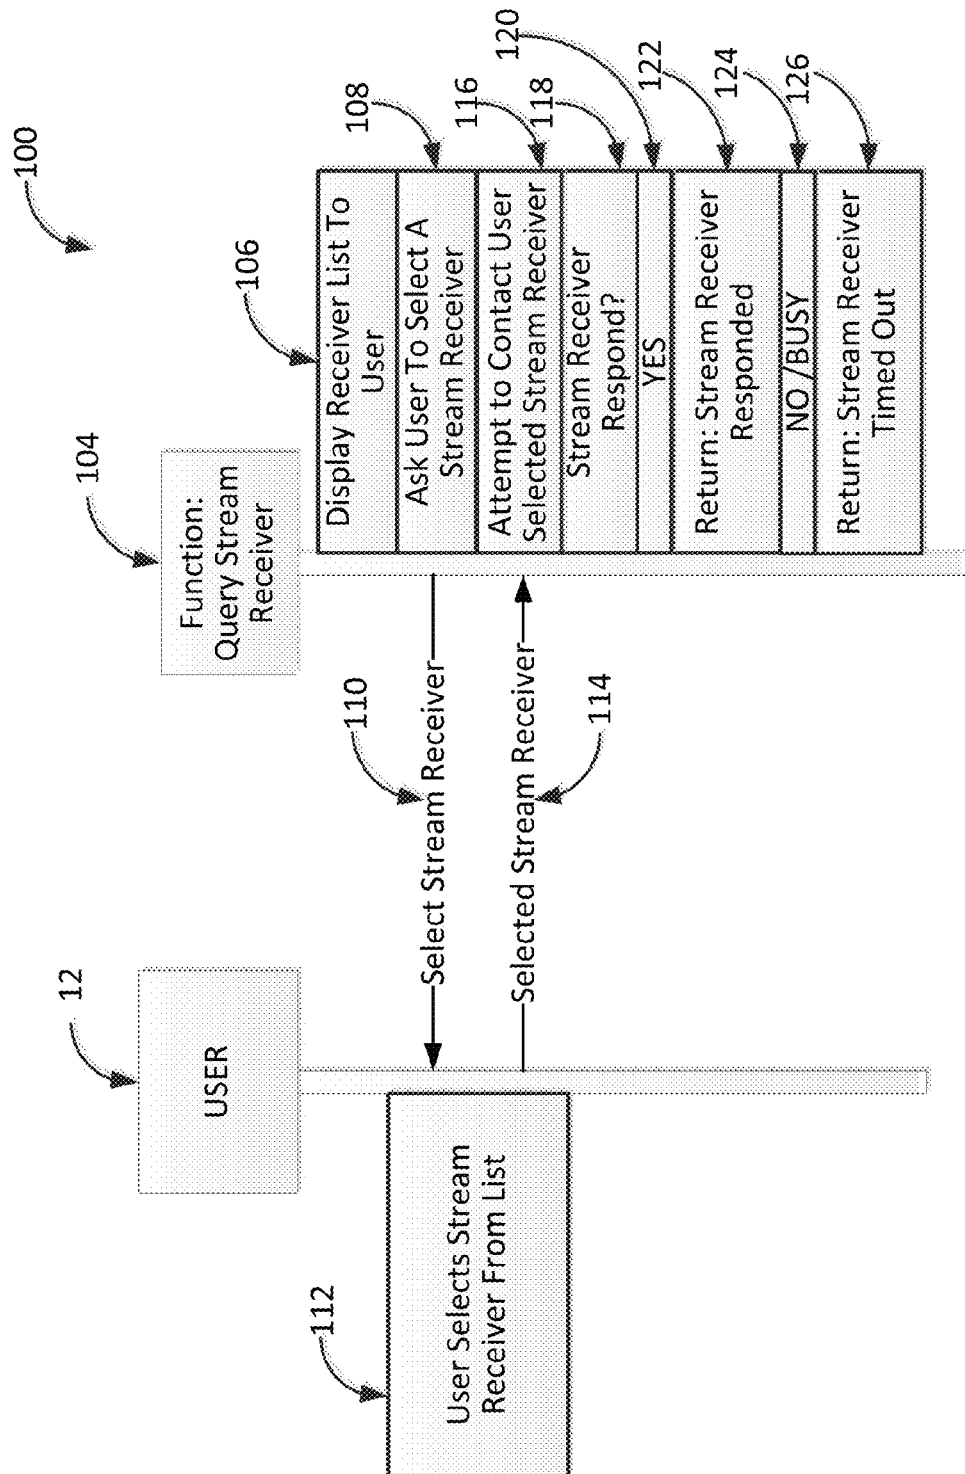 100
12
USER
104
Function:
Query Stream
Receiver
106
Display Receiver List To
User
108
Ask User To Select A
Stream Receiver
110
Select Stream Receiver
112
User Selects Stream
Receiver From List
Selected Stream Receiver
114
116
Attempt to Contact User
Selected Stream Receiver
118
Stream Receiver
Respond?
120
YES
122
Return: Stream Receiver
Responded
124
NO /BUSY
126
Return: Stream Receiver
Timed Out